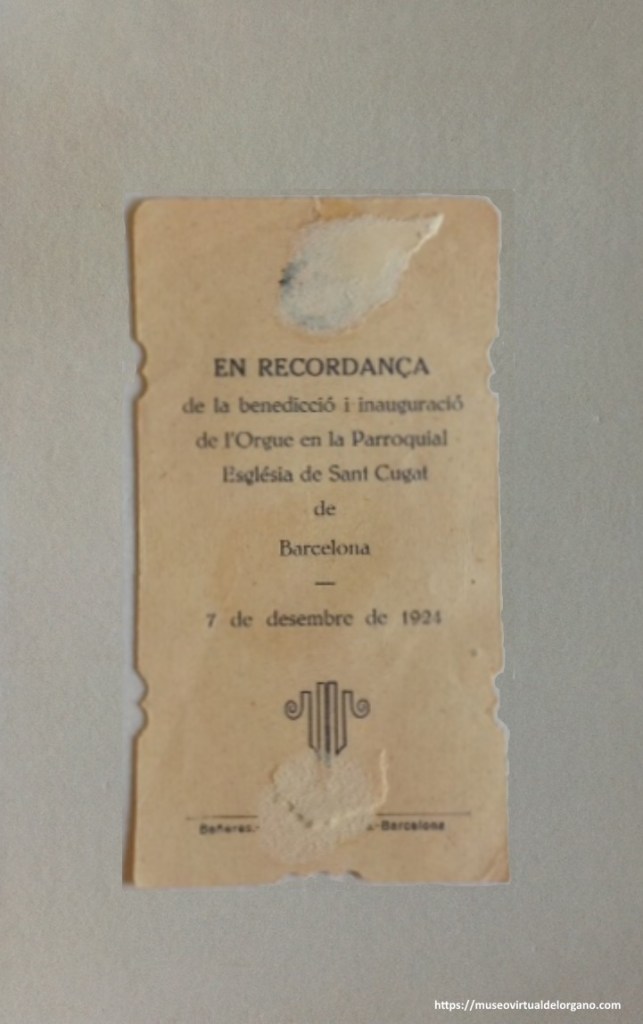 EN RECORDANÇA
de la benedicció i inauguració
de l'Orgue en la Parroquial
Església de Sant Cugat
de
Barcelona
—
7 de desembre de 1924
-Barcelona
https://museovirtualdelorgano.com